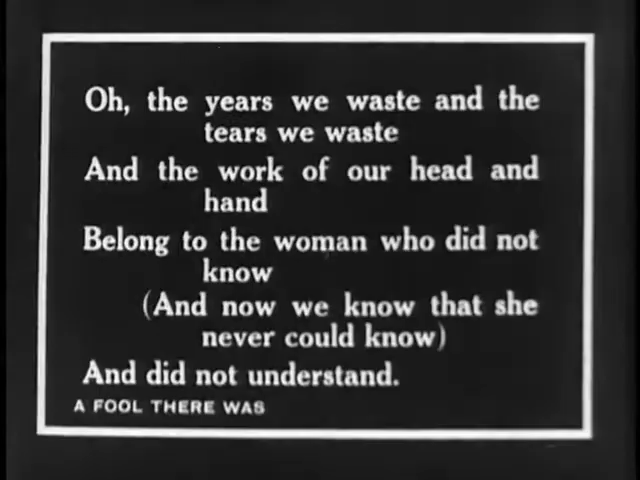 Oh, the years we waste and the
tears we waste
And the work of our head and
hand
Belong to the woman who did not
know
(And now we know that she
never could know)
And did not understand.
A FOOL THERE WAS